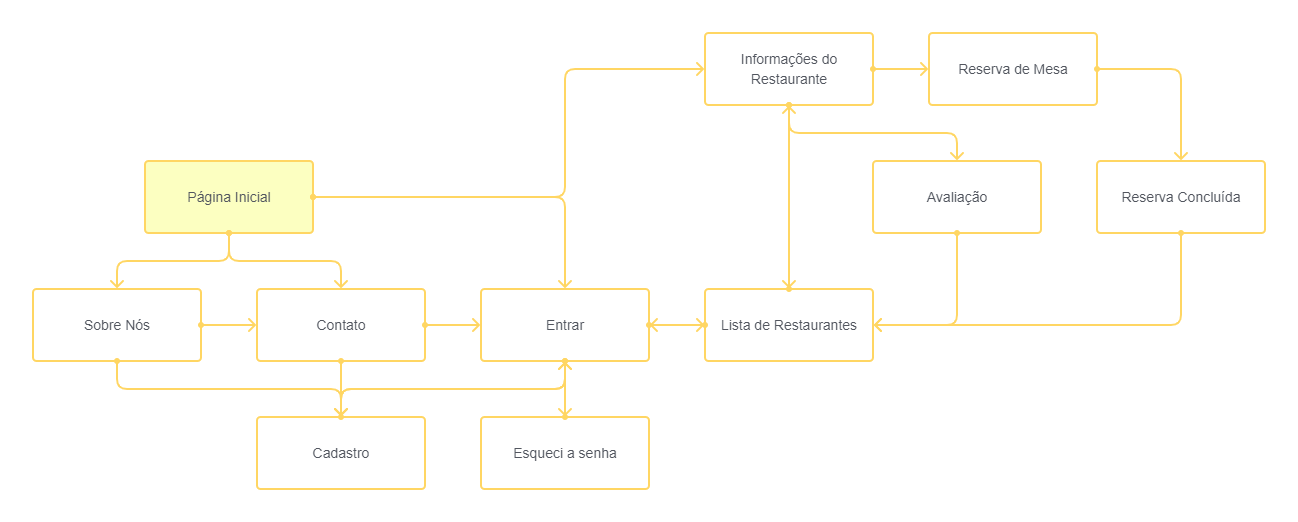 Informações do
Restaurante
Reserva de Mesa
Página Inicial
Avaliação
Reserva Concluída
Sobre Nós
Contato
Entrar
Lista de Restaurantes
Cadastro
Esqueci a senha